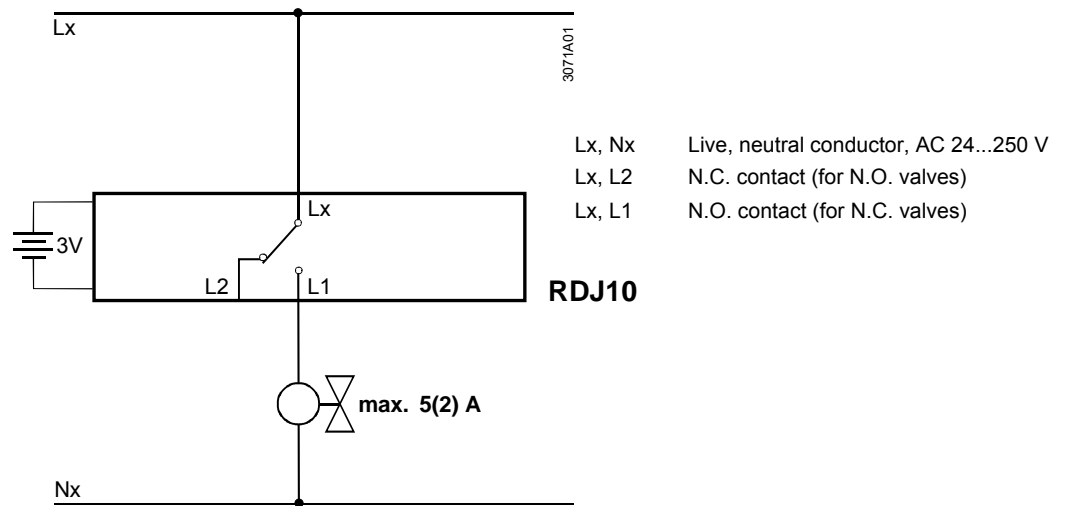 Lx
3071A01
Lx, Nx Live, neutral conductor, AC 24...250 V
Lx, L2 N.C. contact (for N.O. valves)
Lx, L1 N.O. contact (for N.C. valves)
Lx
3V
L2 L1
RDJ10
max. 5(2) A
Nx